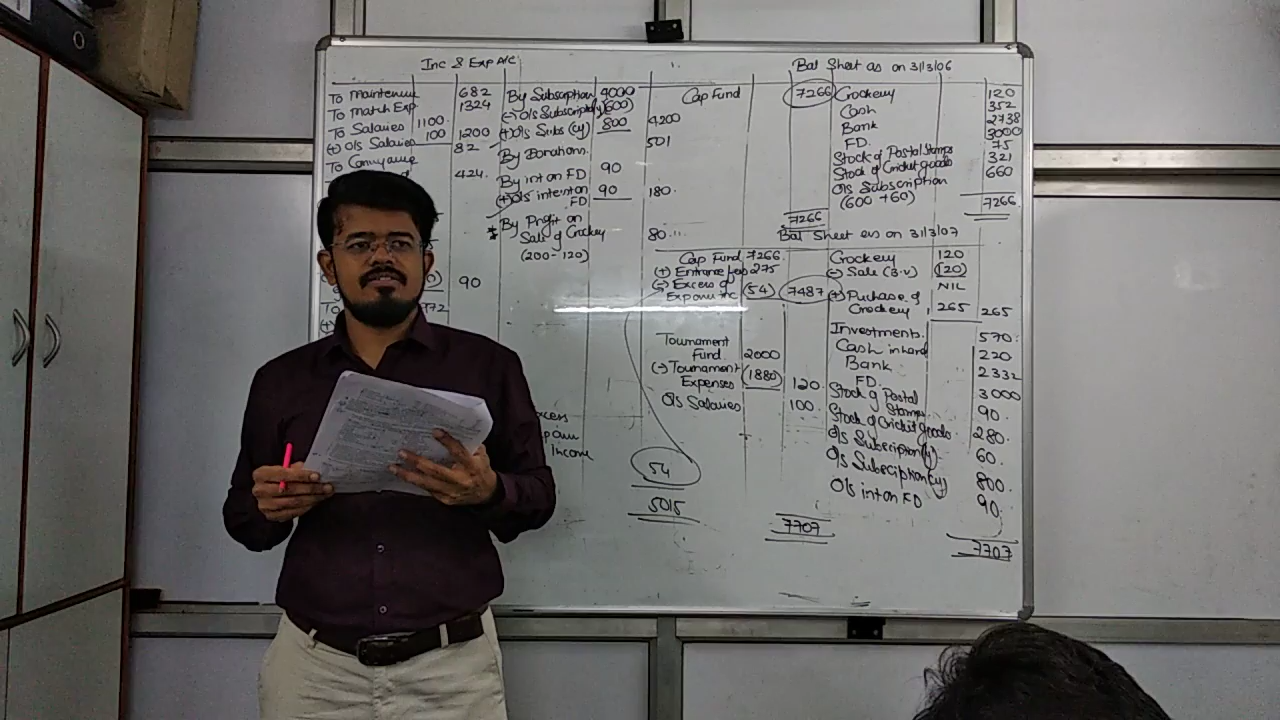 Inc & Exp A/C
To Maintenance 682
To Match Exp 1324
To Salaries 1100
(+) O/s Salaries 100 1200
To Conveyance 82
424.
90
To 772
By Subscription 4000
(-) O/s Subscription (600)
(+) O/s Subs (cy) 800 4200
By Donations 501
By int on FD 90
(+) O/s int on FD 90 180.
* By Profit on
Sale of Crockery 80
(200-120)
Income
54
5015
Bal Sheet as on 31/3/06
Cap Fund 7266
7266
Crockery 120
Cash 352
Bank 2738
FD. 3000
Stock of Postal Stamps 75
Stock of Cricket goods 321
O/s Subscription 660
(600 + 60)
7266
Bal Sheet as on 31/3/07
Cap Fund 7266.
(+) Entrance fees 275
(-) Excess of (54) 7487
Tournament
Fund 2000
(-) Tournament (1880)
Expenses 120.
O/s Salaries 100.
7707
Crockery 120
(-) Sale (B.V) (120)
NIL
(+) Purchase of
Crockery 265 265
Investments. 570.
Cash in hand 220
Bank 2332
FD. 3000
Stock of Postal
Stamps 90.
Stock of Cricket goods 280.
60.
O/s Subscription (cy) 800.
O/s int on FD 90
7707